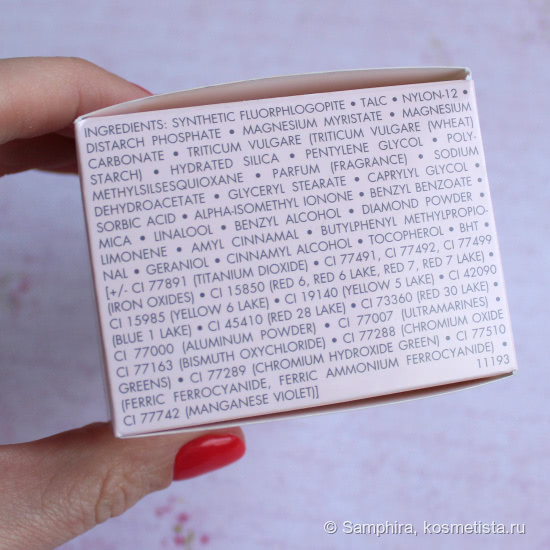 INGREDIENTS: SYNTHETIC FLUORPHLOGOPITE • TALC • NYLON-12 •
DISTARCH PHOSPHATE • MAGNESIUM MYRISTATE • MAGNESIUM
CARBONATE • TRITICUM VULGARE (TRITICUM VULGARE (WHEAT)
STARCH) • HYDRATED SILICA • PENTYLENE GLYCOL • POLY-
METHYLSILSESQUIOXANE • PARFUM (FRAGRANCE) • SODIUM
DEHYDROACETATE • GLYCERYL STEARATE • CAPRYLYL GLYCOL •
SORBIC ACID • ALPHA-ISOMETHYL IONONE • BENZYL BENZOATE •
MICA • LINALOOL • BENZYL ALCOHOL • DIAMOND POWDER •
LIMONENE • AMYL CINNAMAL • BUTYLPHENYL METHYLPROPIO-
NAL • GERANIOL • CINNAMYL ALCOHOL • TOCOPHEROL • BHT •
[+/- CI 77891 (TITANIUM DIOXIDE) • CI 77491, CI 77492, CI 77499
(IRON OXIDES) • CI 15850 (RED 6, RED 6 LAKE, RED 7, RED 7 LAKE) •
CI 15985 (YELLOW 6 LAKE) • CI 19140 (YELLOW 5 LAKE) • CI 42090
(BLUE 1 LAKE) • CI 45410 (RED 28 LAKE) • CI 73360 (RED 30 LAKE) •
CI 77000 (ALUMINUM POWDER) • CI 77007 (ULTRAMARINES) •
CI 77163 (BISMUTH OXYCHLORIDE) • CI 77288 (CHROMIUM OXIDE
GREENS) • CI 77289 (CHROMIUM HYDROXIDE GREEN) • CI 77510
(FERRIC FERROCYANIDE, FERRIC AMMONIUM FERROCYANIDE) •
CI 77742 (MANGANESE VIOLET)] 11193
© Samphira, kosmetista.ru